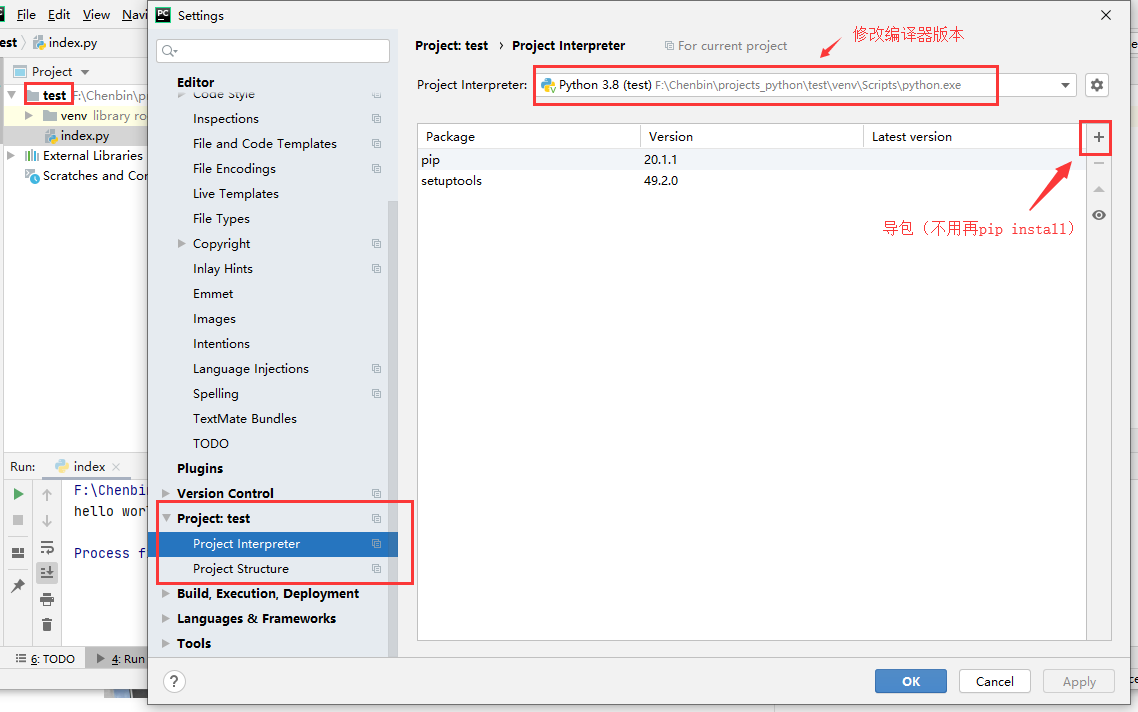 File Edit View Navi
est index.py
Project
test F:\Chenbin\p
venv library ro
index.py
External Libraries
Scratches and Co
Run: index
F:\Chenbi
hello wor
Process f
6: TODO 4: Run
Settings
Editor
Code Style
Inspections
File and Code Templates
File Encodings
Live Templates
File Types
Copyright
Inlay Hints
Emmet
Images
Intentions
Language Injections
Spelling
TextMate Bundles
TODO
Plugins
Version Control
Project: test
Project Interpreter
Project Structure
Build, Execution, Deployment
Languages & Frameworks
Tools
Project: test › Project Interpreter For current project
修改编译器版本
Project Interpreter: Python 3.8 (test) F:\Chenbin\projects_python\test\venv\Scripts\python.exe
Package Version Latest version
pip 20.1.1
setuptools 49.2.0
导包（不用再pip install）
? OK Cancel Apply